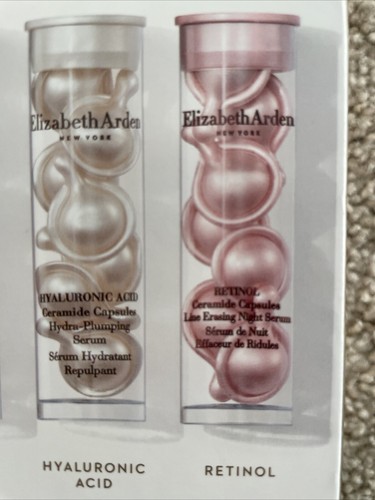 Elizabeth Arden
NEW YORK
HYALURONIC ACID
Ceramide Capsules
Hydra-Plumping
Serum
Sérum Hydratant
Repulpant
HYALURONIC
ACID
Elizabeth Arden
NEW YORK
RETINOL
Ceramide Capsules
Line Erasing Night Serum
Sérum de Nuit
Effaceur de Ridules
RETINOL